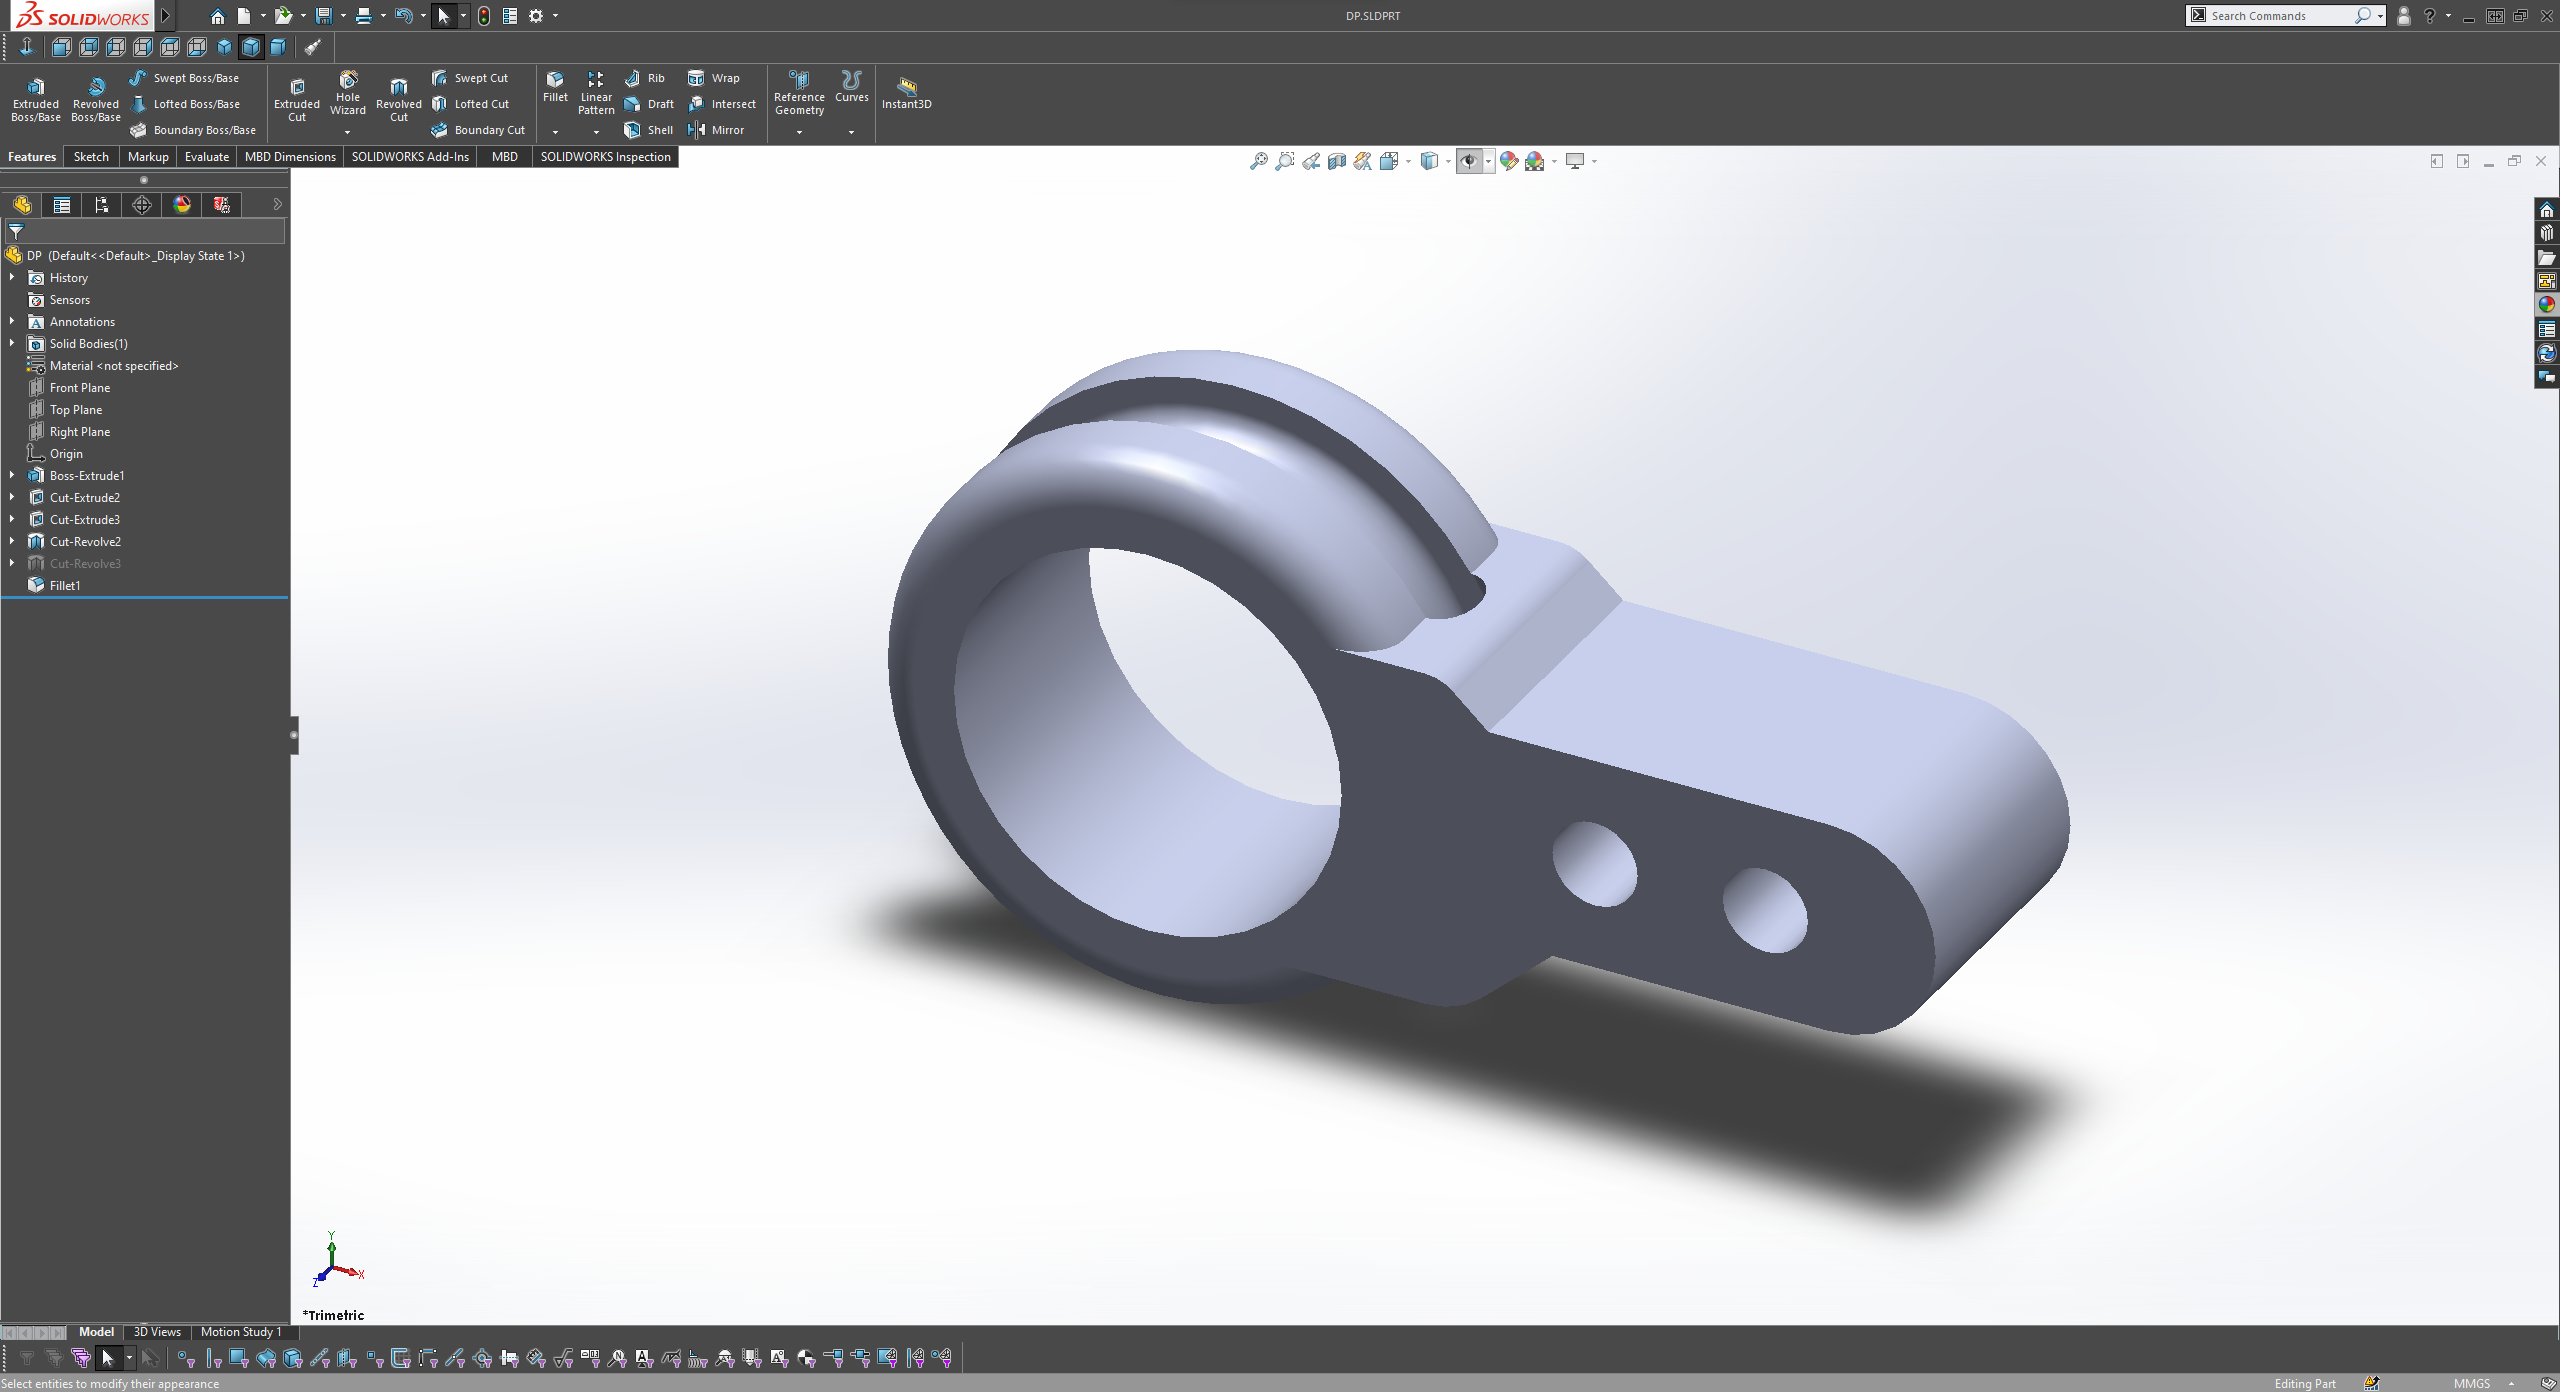 SOLIDWORKS
DP.SLDPRT
Search Commands
Extruded Boss/Base
Revolved Boss/Base
Swept Boss/Base
Lofted Boss/Base
Boundary Boss/Base
Extruded Cut
Hole Wizard
Revolved Cut
Swept Cut
Lofted Cut
Boundary Cut
Fillet
Linear Pattern
Rib
Draft
Shell
Wrap
Intersect
Mirror
Reference Geometry
Curves
Instant3D
Features
Sketch
Markup
Evaluate
MBD Dimensions
SOLIDWORKS Add-Ins
MBD
SOLIDWORKS Inspection
DP (Default<<Default>_Display State 1>)
History
Sensors
Annotations
Solid Bodies(1)
Material <not specified>
Front Plane
Top Plane
Right Plane
Origin
Boss-Extrude1
Cut-Extrude2
Cut-Extrude3
Cut-Revolve2
Cut-Revolve3
Fillet1
Y
X
Z
*Trimetric
Model
3D Views
Motion Study 1
Select entities to modify their appearance
Editing Part
MMGS